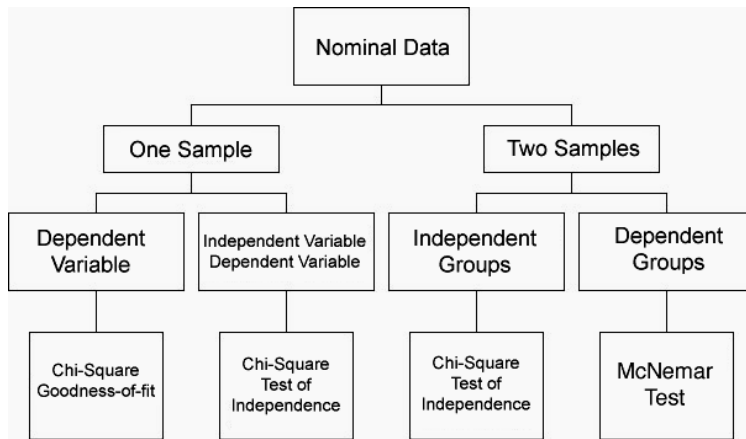 Nominal Data
One Sample
Two Samples
Dependent
Variable
Independent Variable
Dependent Variable
Independent
Groups
Dependent
Groups
Chi-Square
Goodness-of-fit
Chi-Square
Test of
Independence
Chi-Square
Test of
Independence
McNemar
Test